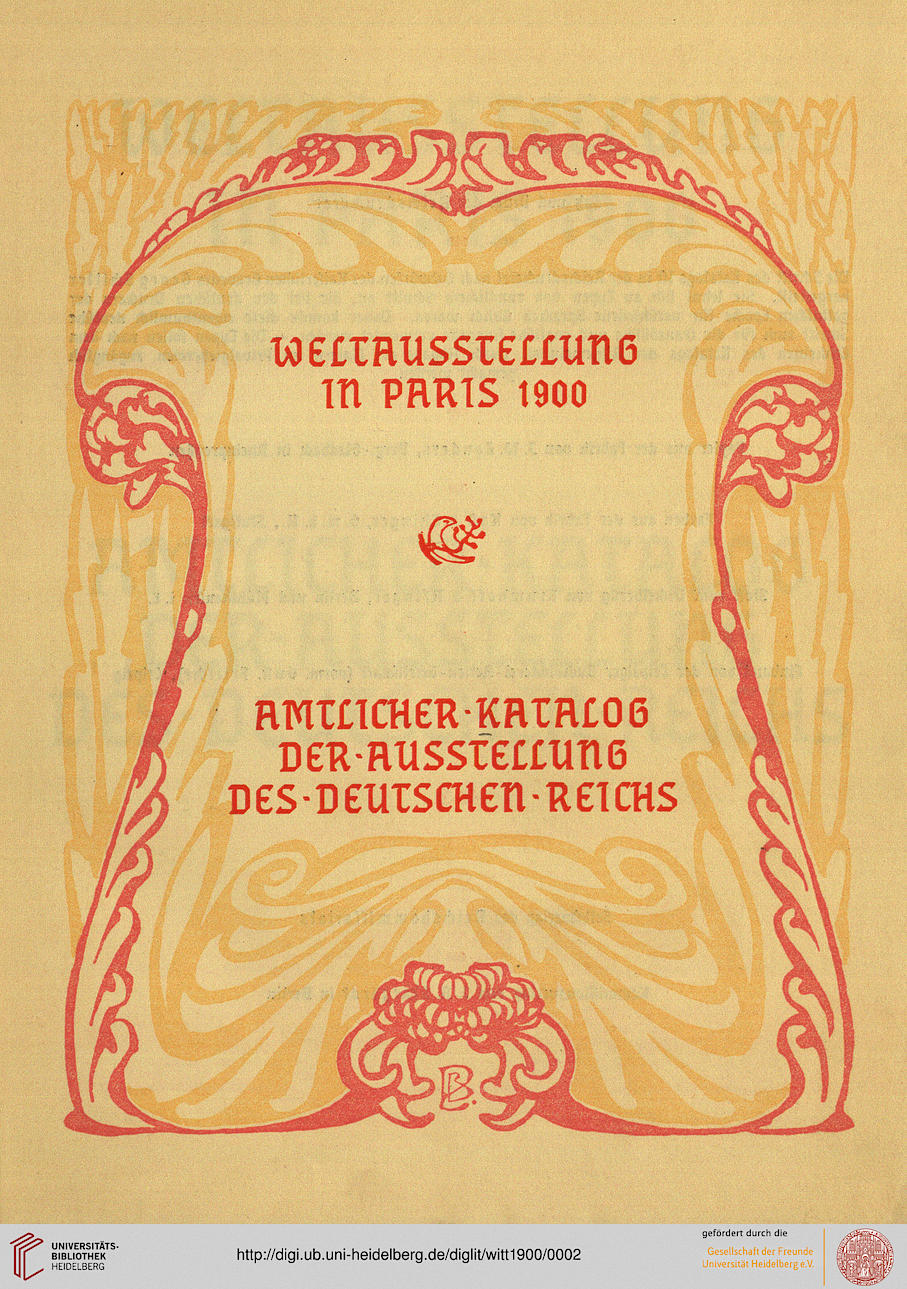 WELTAUSSTELLUNG
IN PARIS 1900
AMTLICHER·KATALOG
DER·AUSSTELLUNG
DES·DEUTSCHEN·REICHS
UNIVERSITÄTS-
BIBLIOTHEK
HEIDELBERG
http://digi.ub.uni-heidelberg.de/diglit/witt1900/0002
gefördert durch die
Gesellschaft der Freunde
Universität Heidelberg e.V.